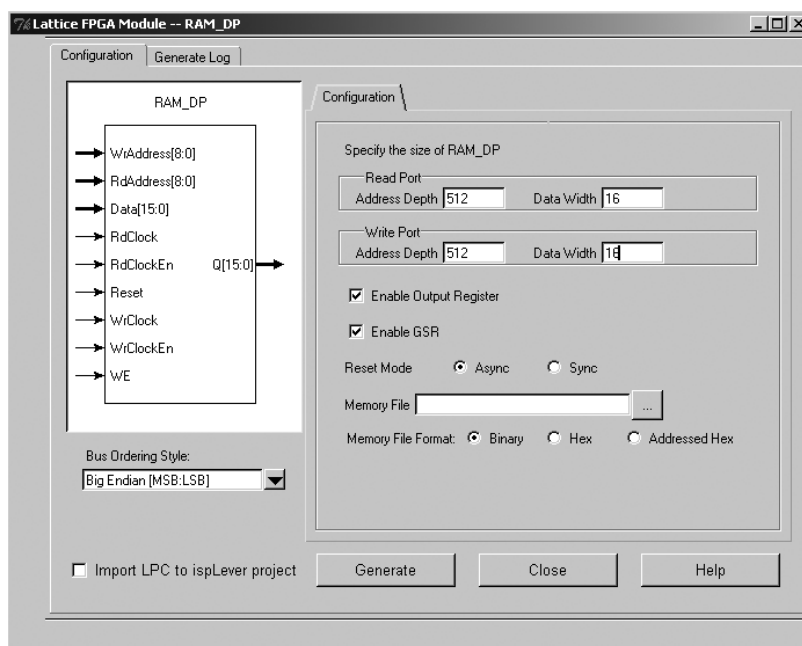 Lattice FPGA Module -- RAM_DP
Configuration
Generate Log
RAM_DP
WrAddress[8:0]
RdAddress[8:0]
Data[15:0]
RdClock
RdClockEn
Q[15:0]
Reset
WrClock
WrClockEn
WE
Bus Ordering Style:
Big Endian [MSB:LSB]
Configuration
Specify the size of RAM_DP
Read Port
Address Depth 512 Data Width 16
Write Port
Address Depth 512 Data Width 16
Enable Output Register
Enable GSR
Reset Mode Async Sync
Memory File ...
Memory File Format: Binary Hex Addressed Hex
Import LPC to ispLever project
Generate
Close
Help